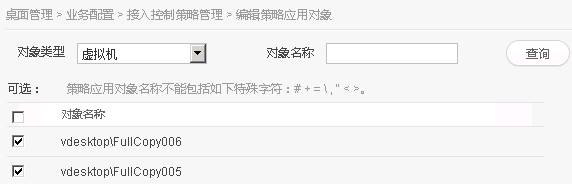 桌面管理 > 业务配置 > 接入控制策略管理 > 编辑策略应用对象
对象类型 虚拟机 对象名称 查询
可选： 策略应用对象名称不能包括如下特殊字符：# + = \ , " < >。
对象名称
vdesktop\FullCopy006
vdesktop\FullCopy005